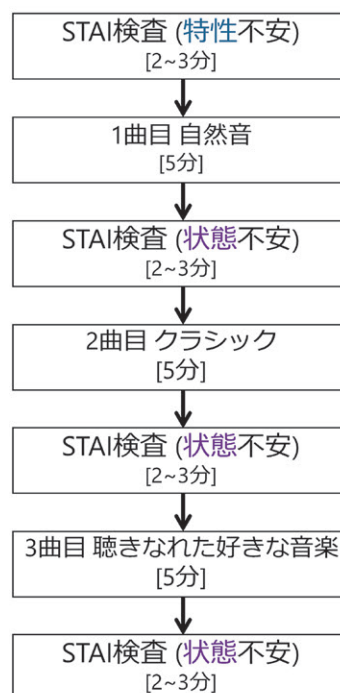 STAI検査 (特性不安)
[2~3分]
1曲目 自然音
[5分]
STAI検査 (状態不安)
[2~3分]
2曲目 クラシック
[5分]
STAI検査 (状態不安)
[2~3分]
3曲目 聴きなれた好きな音楽
[5分]
STAI検査 (状態不安)
[2~3分]